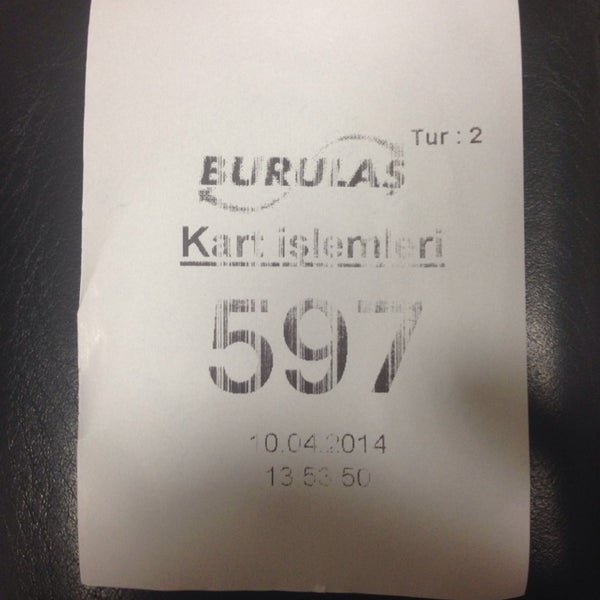 Tur : 2
BURULAŞ
Kart işlemleri
597
10.04.2014
13 53 50